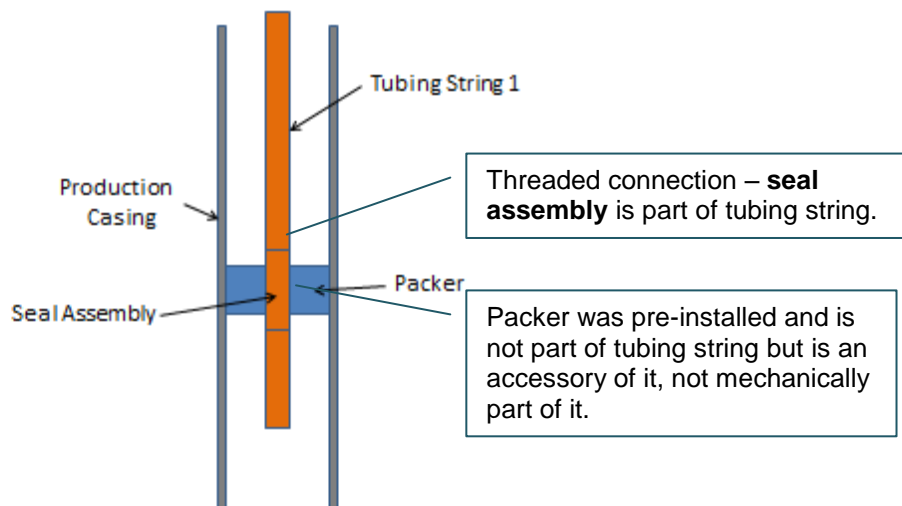 Tubing String 1
Threaded connection – seal
assembly is part of tubing string.
Production
Casing
Packer
Seal Assembly
Packer was pre-installed and is
not part of tubing string but is an
accessory of it, not mechanically
part of it.